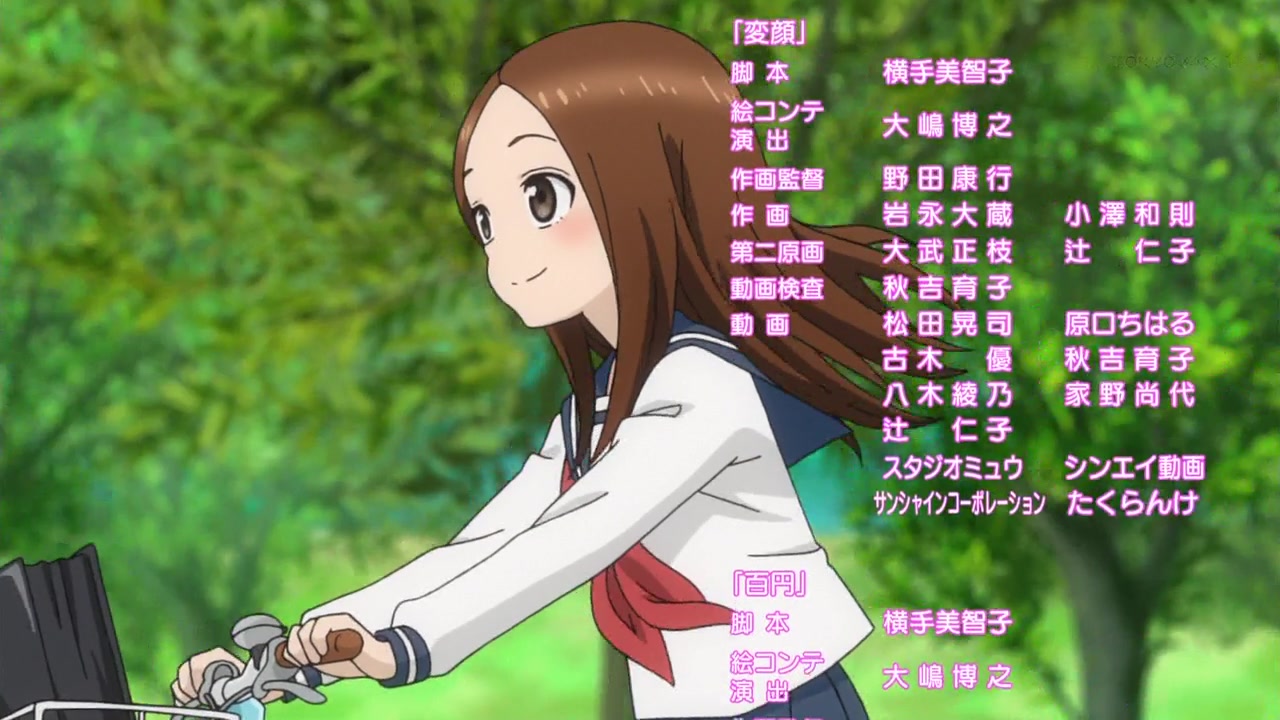 「変顔」
脚 本 横手美智子
絵コンテ
演 出 大 嶋 博 之
作画監督 野 田 康 行
作 画 岩 永 大 蔵 小 澤 和 則
第二原画 大 武 正 枝 辻 仁 子
動画検査 秋 吉 育 子
動 画 松 田 晃 司 原口ちはる
古 木 優 秋 吉 育 子
八 木 綾 乃 家 野 尚 代
辻 仁 子
スタジオミュウ シンエイ動画
サンシャインコーポレーション たくらんけ
「百円」
脚 本 横手美智子
絵コンテ
演 出 大 嶋 博 之